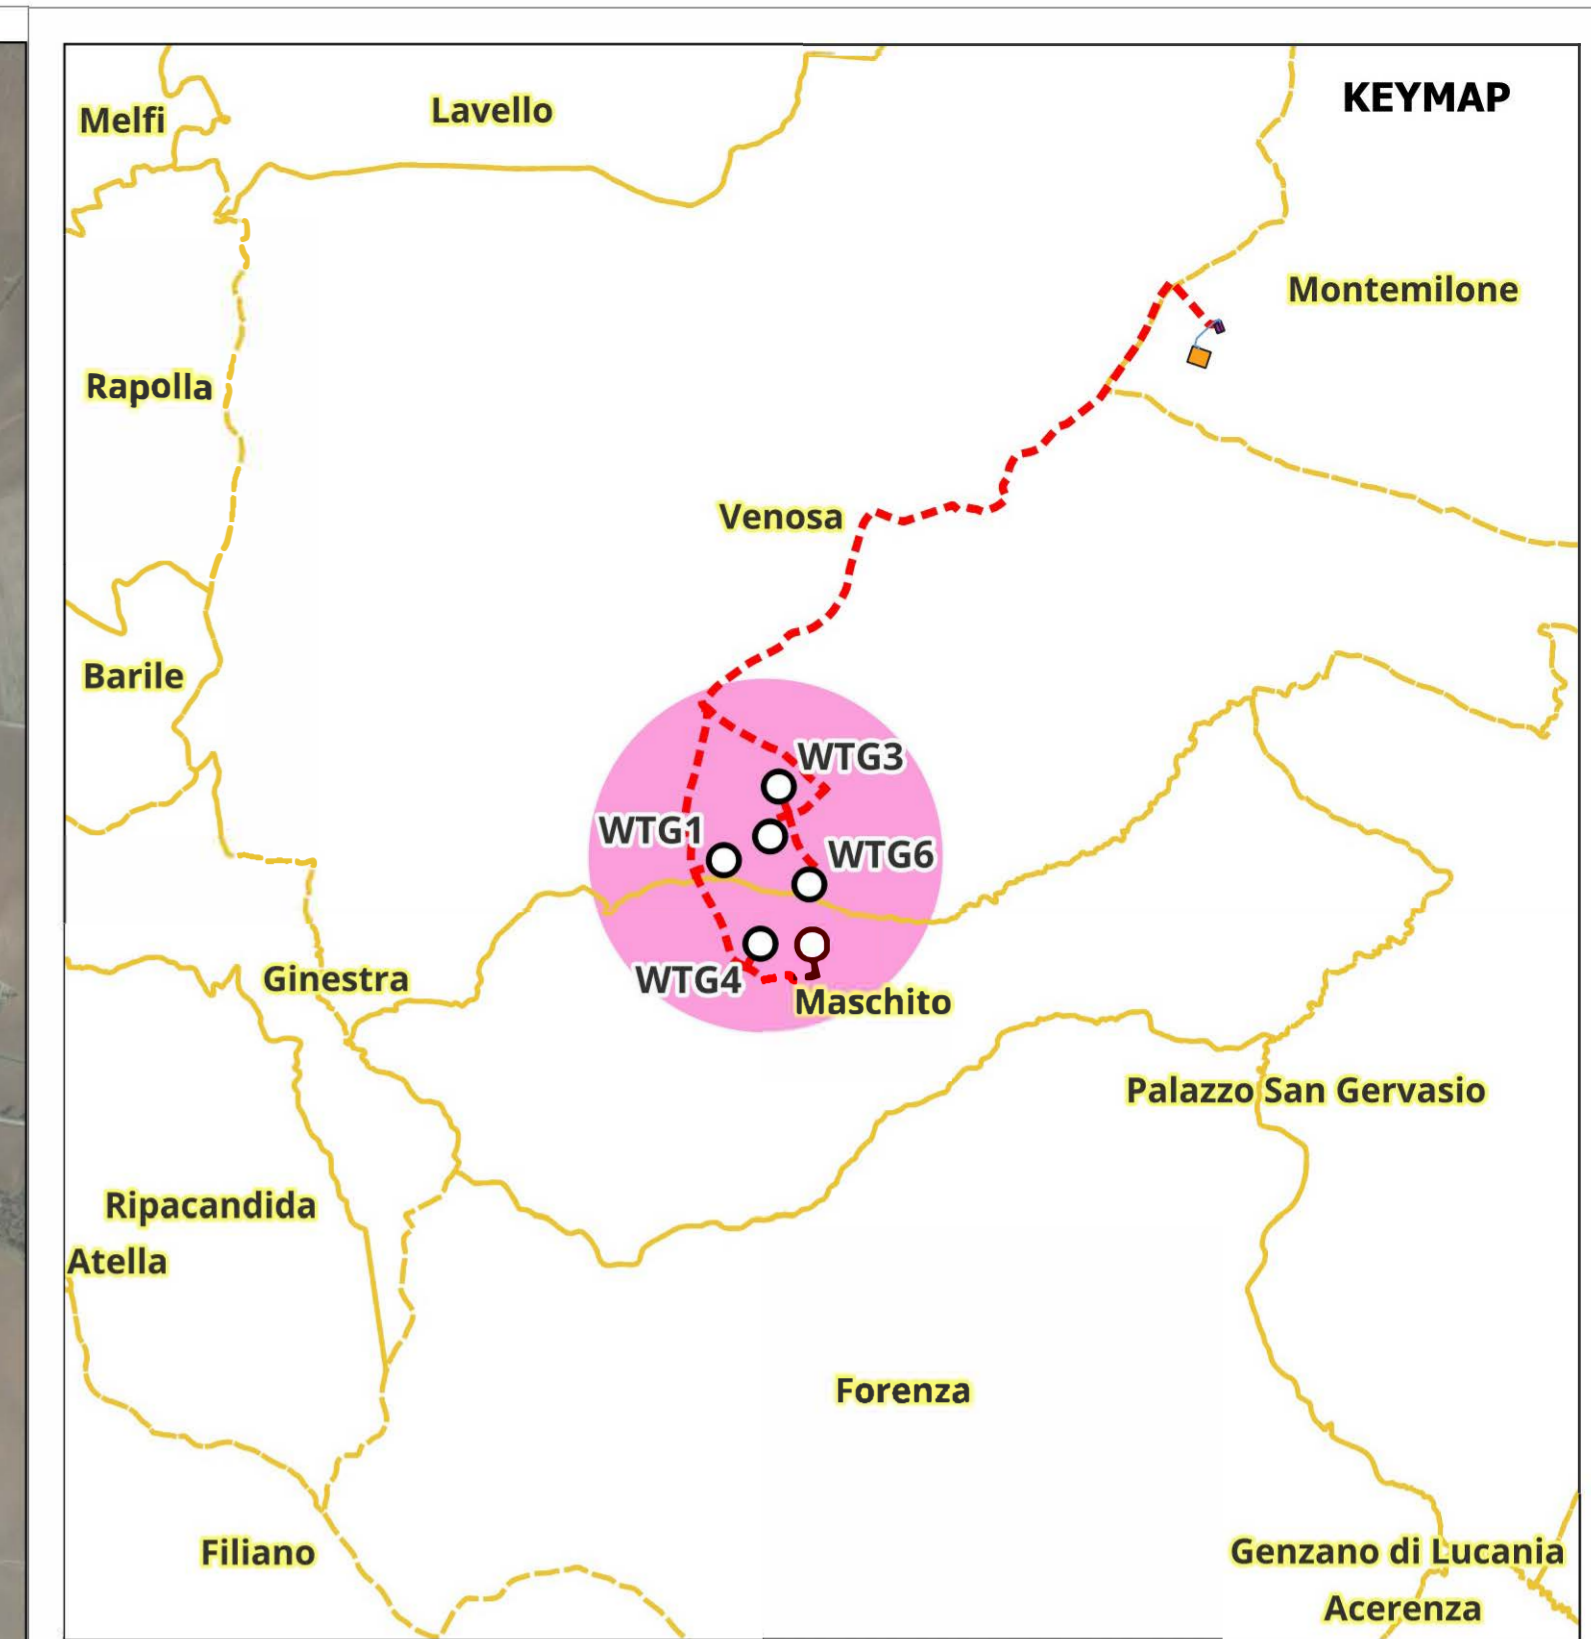 KEYMAP
Melfi
Lavello
Montemilone
Rapolla
Venosa
Barile
WTG3
WTG1
WTG6
WTG4
Ginestra
Maschito
Palazzo San Gervasio
Ripacandida
Atella
Forenza
Filiano
Genzano di Lucania
Acerenza